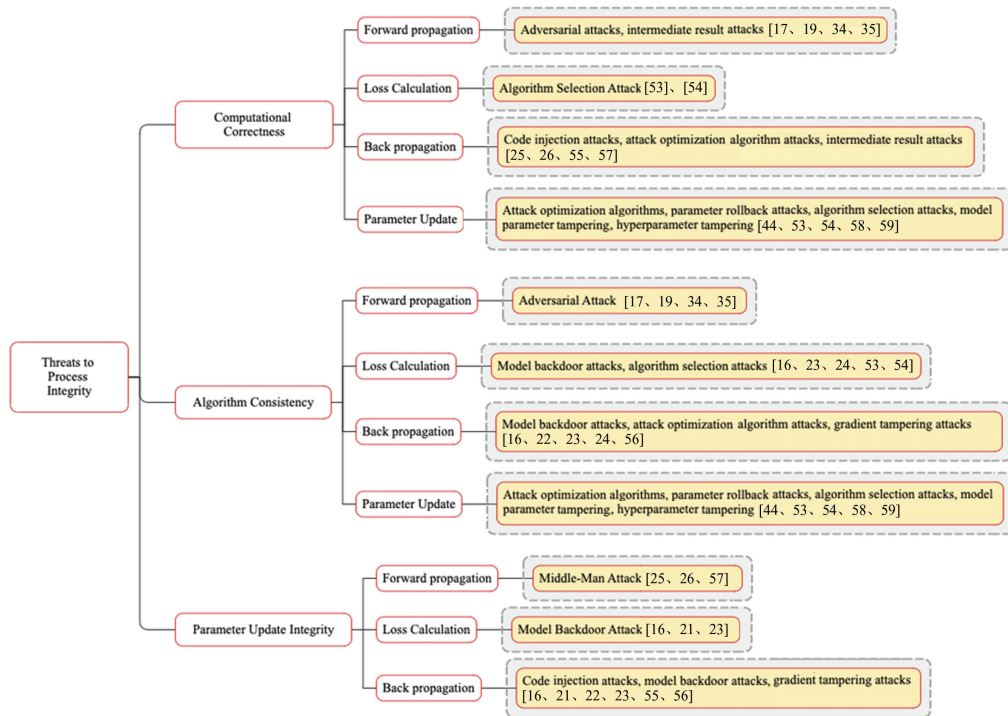 Threats to
Process
Integrity
Computational
Correctness
Forward propagation
Adversarial attacks, intermediate result attacks [17、19、34、35]
Loss Calculation
Algorithm Selection Attack [53]、[54]
Back propagation
Code injection attacks, attack optimization algorithm attacks, intermediate result attacks
[25、26、55、57]
Parameter Update
Attack optimization algorithms, parameter rollback attacks, algorithm selection attacks, model
parameter tampering, hyperparameter tampering [44、53、54、58、59]
Algorithm Consistency
Forward propagation
Adversarial Attack [17、19、34、35]
Loss Calculation
Model backdoor attacks, algorithm selection attacks [16、23、24、53、54]
Back propagation
Model backdoor attacks, attack optimization algorithm attacks, gradient tampering attacks
[16、22、23、24、56]
Parameter Update
Attack optimization algorithms, parameter rollback attacks, algorithm selection attacks, model
parameter tampering, hyperparameter tampering [44、53、54、58、59]
Parameter Update Integrity
Forward propagation
Middle-Man Attack [25、26、57]
Loss Calculation
Model Backdoor Attack [16、21、23]
Back propagation
Code injection attacks, model backdoor attacks, gradient tampering attacks
[16、21、22、23、55、56]